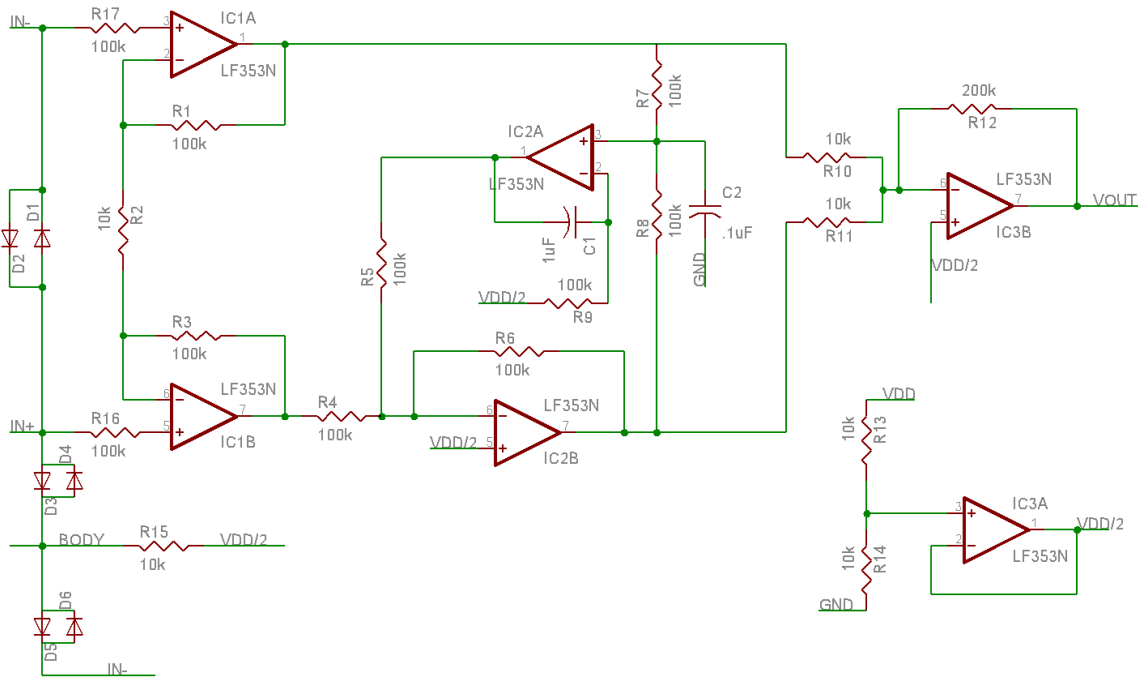 IN-
R17
100k
3
2
1
IC1A
LF353N
R1
100k
10k
R2
D1
D2
R3
100k
6
5
7
LF353N
IC1B
IN+
R16
100k
D4
D3
BODY
R15
10k
VDD/2
D6
D5
IN-
R4
100k
R5
100k
IC2A
1
3
2
LF353N
1uF
C1
VDD/2
100k
R9
R6
100k
6
5
7
VDD/2
LF353N
IC2B
R7
100k
R8
100k
C2
.1uF
GND
10k
R10
10k
R11
200k
R12
6
5
7
LF353N
IC3B
VDD/2
VOUT
VDD
10k
R13
10k
R14
GND
3
2
1
IC3A
LF353N
VDD/2